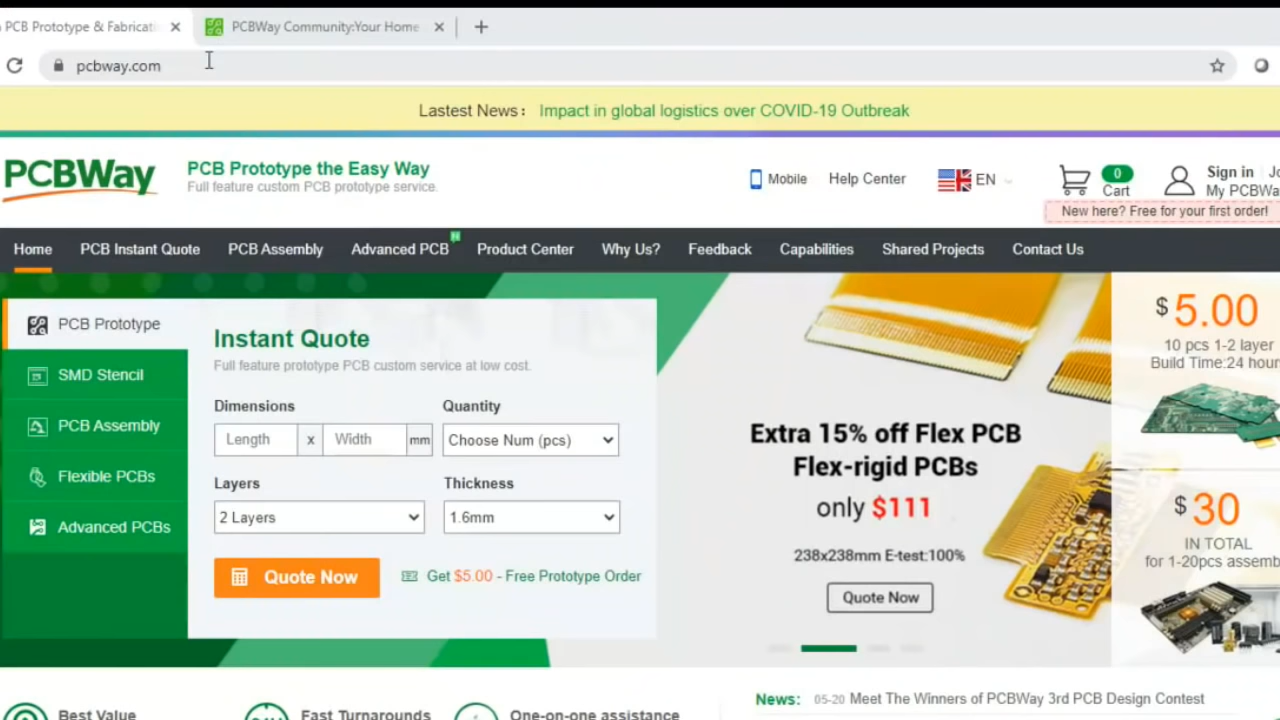 PCB Prototype & Fabricati
PCBWay Community:Your Home
pcbway.com
Lastest News : Impact in global logistics over COVID-19 Outbreak
PCBWay
PCB Prototype the Easy Way
Full feature custom PCB prototype service.
Mobile
Help Center
EN
0
Cart
Sign in
My PCBWa
New here? Free for your first order!
Home PCB Instant Quote PCB Assembly Advanced PCB N Product Center Why Us? Feedback Capabilities Shared Projects Contact Us
PCB Prototype
SMD Stencil
PCB Assembly
Flexible PCBs
Advanced PCBs
Instant Quote
Full feature prototype PCB custom service at low cost.
Dimensions
Quantity
Length x Width mm
Choose Num (pcs)
Layers
Thickness
2 Layers
1.6mm
Quote Now
Get $5.00 - Free Prototype Order
Extra 15% off Flex PCB
Flex-rigid PCBs
only $111
238x238mm E-test:100%
Quote Now
$5.00
10 pcs 1-2 layer
Build Time:24 hour
$30
IN TOTAL
for 1-20pcs assemb
Best Value
Fast Turnarounds
One-on-one assistance
News: 05-20 Meet The Winners of PCBWay 3rd PCB Design Contest